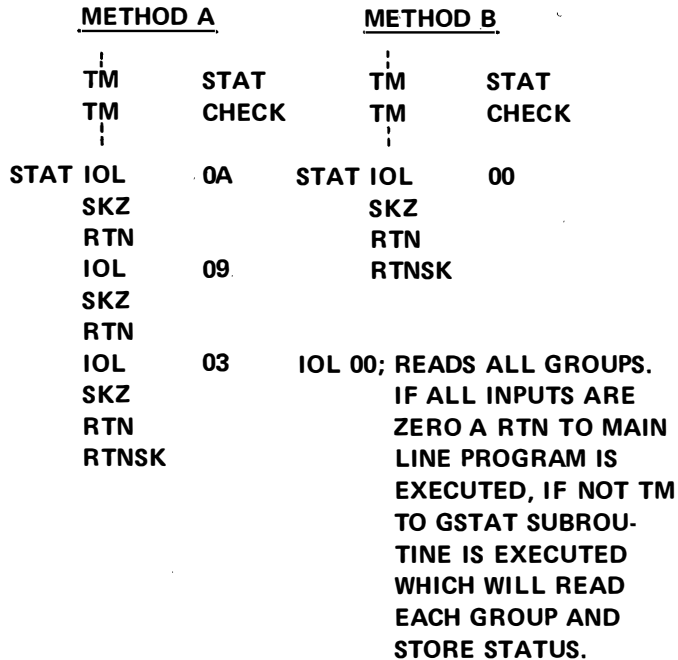 METHOD A METHOD B
TM STAT TM STAT
TM CHECK TM CHECK
STAT IOL 0A STAT IOL 00
SKZ SKZ
RTN RTN
IOL 09 RTNSK
SKZ
RTN
IOL 03 IOL 00; READS ALL GROUPS.
SKZ IF ALL INPUTS ARE
RTN ZERO A RTN TO MAIN
RTNSK LINE PROGRAM IS
EXECUTED, IF NOT TM
TO GSTAT SUBROU-
TINE IS EXECUTED
WHICH WILL READ
EACH GROUP AND
STORE STATUS.